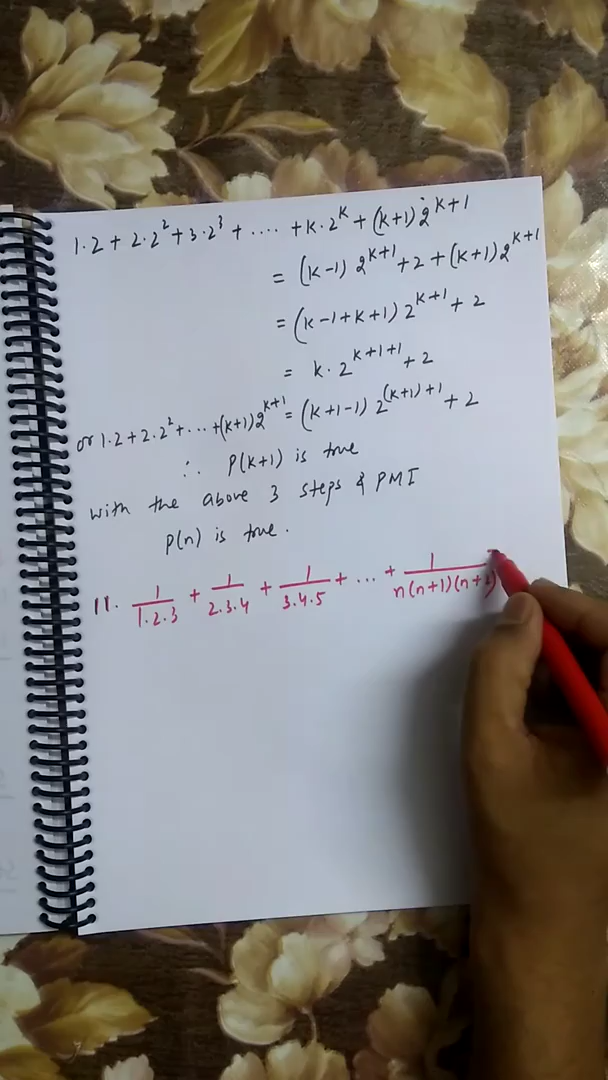 1·2 + 2·2² + 3·2³ + .... + k·2^k + (k+1) 2^{k+1}
= (k-1) 2^{k+1} + 2 + (k+1) 2^{k+1}
= (k-1+k+1) 2^{k+1} + 2
= k· 2^{k+1+1} + 2
or 1·2 + 2·2² + ... + (k+1) 2^{k+1} = (k+1-1) 2^{(k+1)+1} + 2
∴ P(k+1) is true
with the above 3 steps & PMI
P(n) is true.
11. 1/(1·2·3) + 1/(2·3·4) + 1/(3·4·5) + ... + 1/(n(n+1)(n+2))